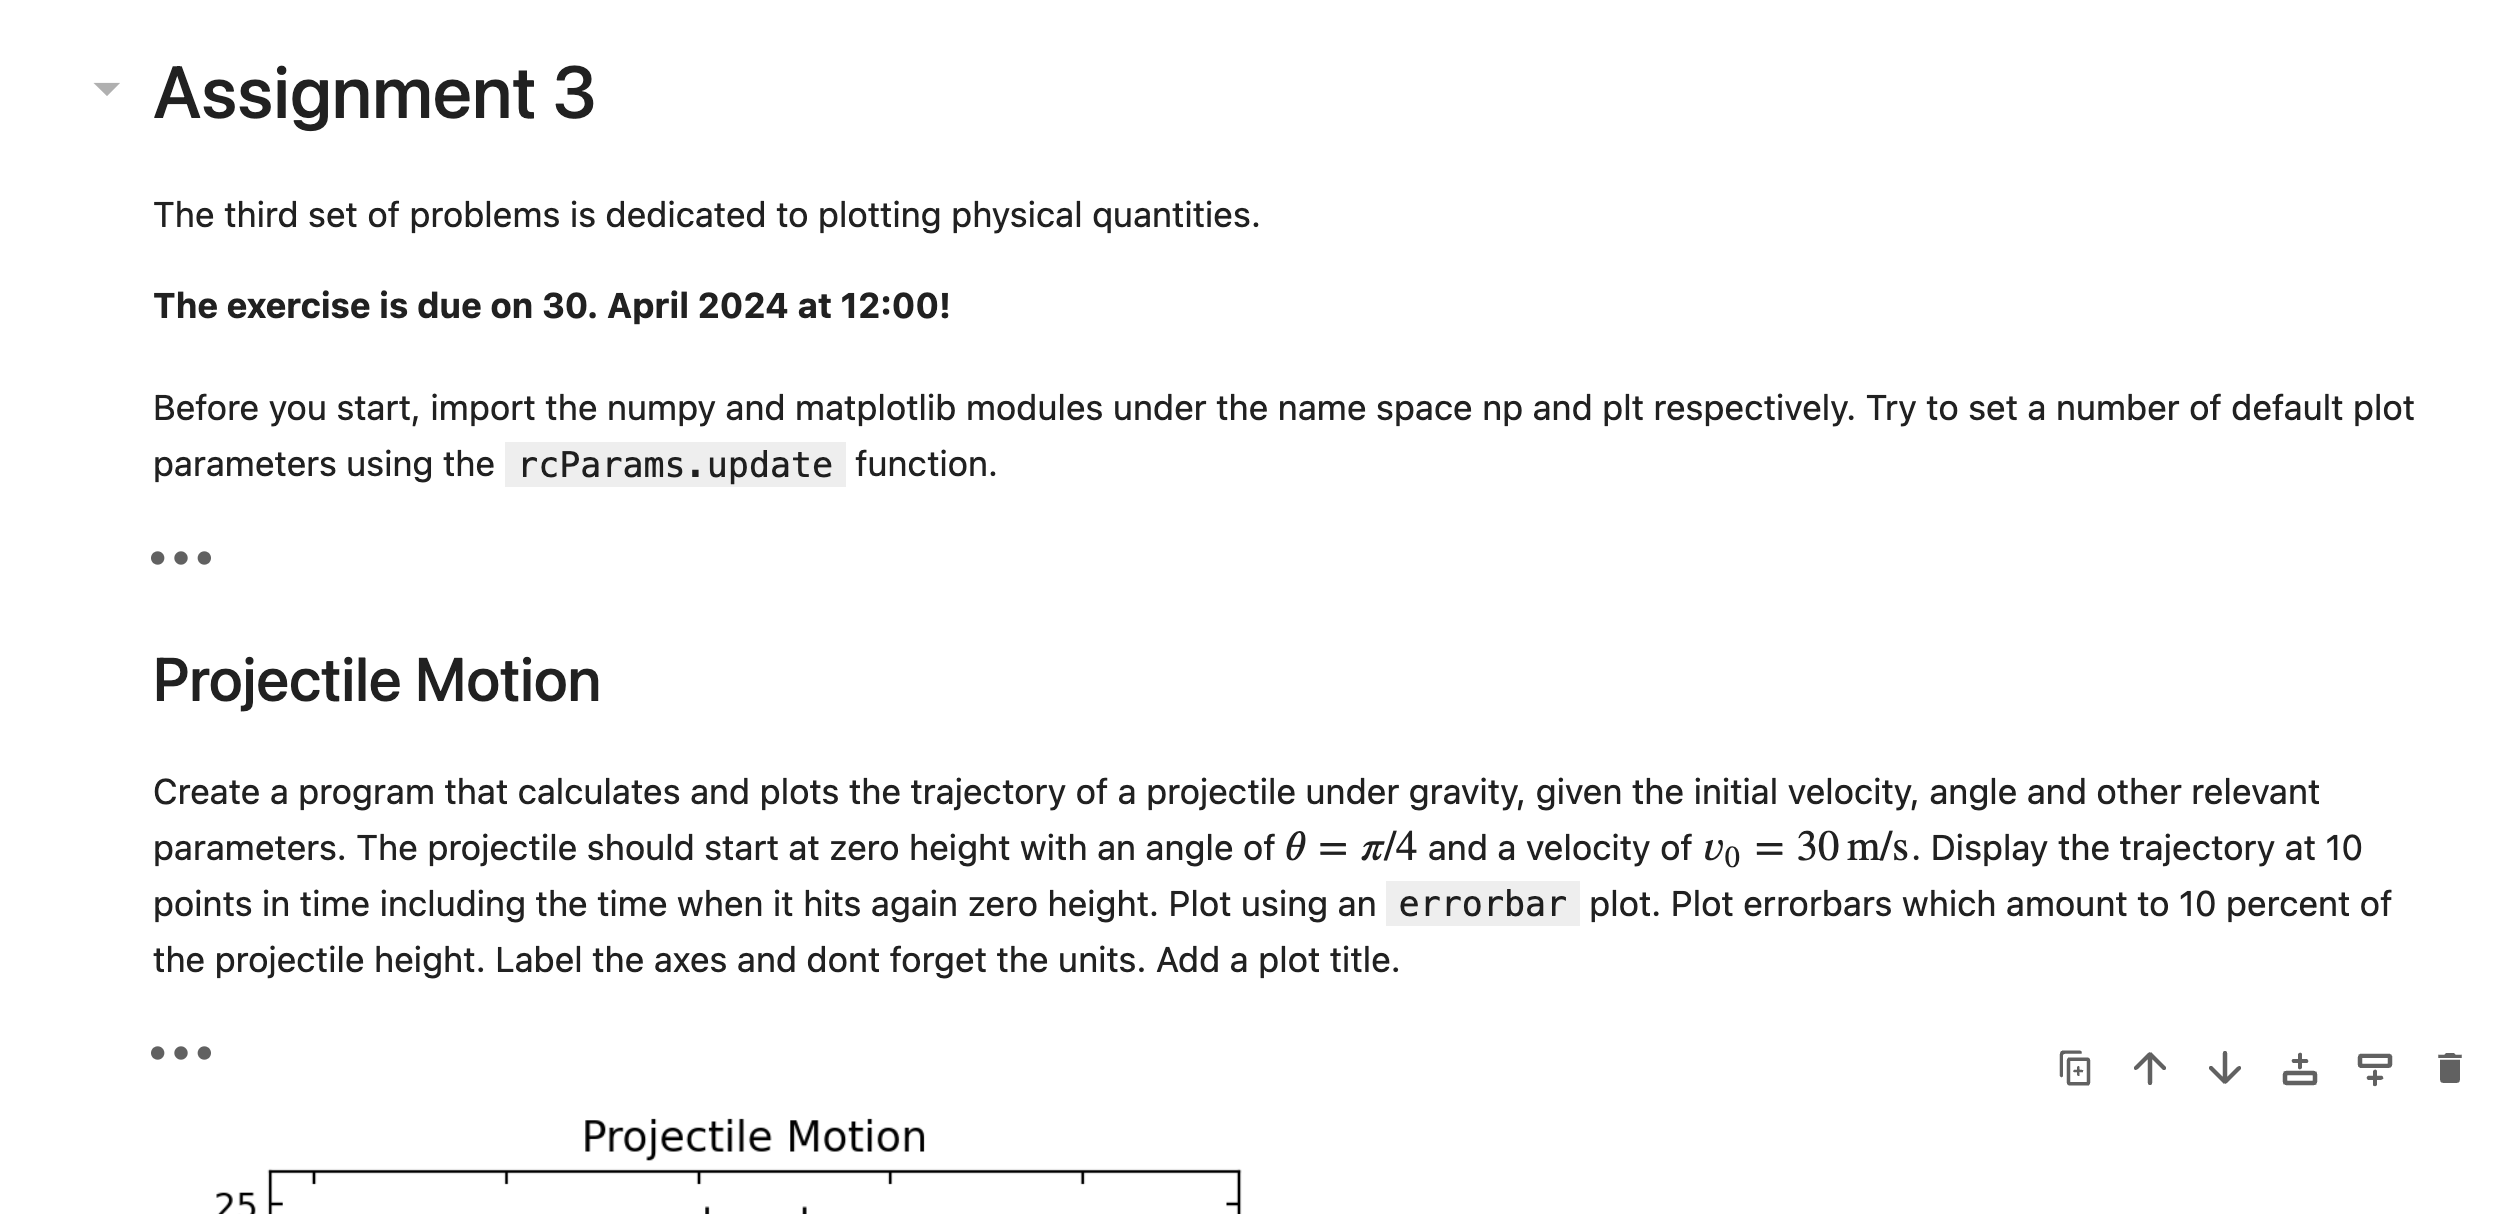 Assignment 3
The third set of problems is dedicated to plotting physical quantities.
The exercise is due on 30. April 2024 at 12:00!
Before you start, import the numpy and matplotlib modules under the name space np and plt respectively. Try to set a number of default plot
parameters using the rcParams.update function.
Projectile Motion
Create a program that calculates and plots the trajectory of a projectile under gravity, given the initial velocity, angle and other relevant
parameters. The projectile should start at zero height with an angle of θ = π/4 and a velocity of v₀ = 30 m/s. Display the trajectory at 10
points in time including the time when it hits again zero height. Plot using an errorbar plot. Plot errorbars which amount to 10 percent of
the projectile height. Label the axes and dont forget the units. Add a plot title.
Projectile Motion
25